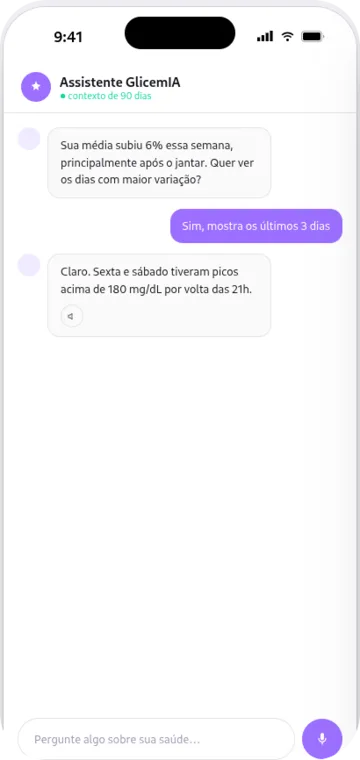 9:41
Assistente GlicemIA
contexto de 90 dias
Sua média subiu 6% essa semana,
principalmente após o jantar. Quer ver
os dias com maior variação?
Sim, mostra os últimos 3 dias
Claro. Sexta e sábado tiveram picos
acima de 180 mg/dL por volta das 21h.
Pergunte algo sobre sua saúde...